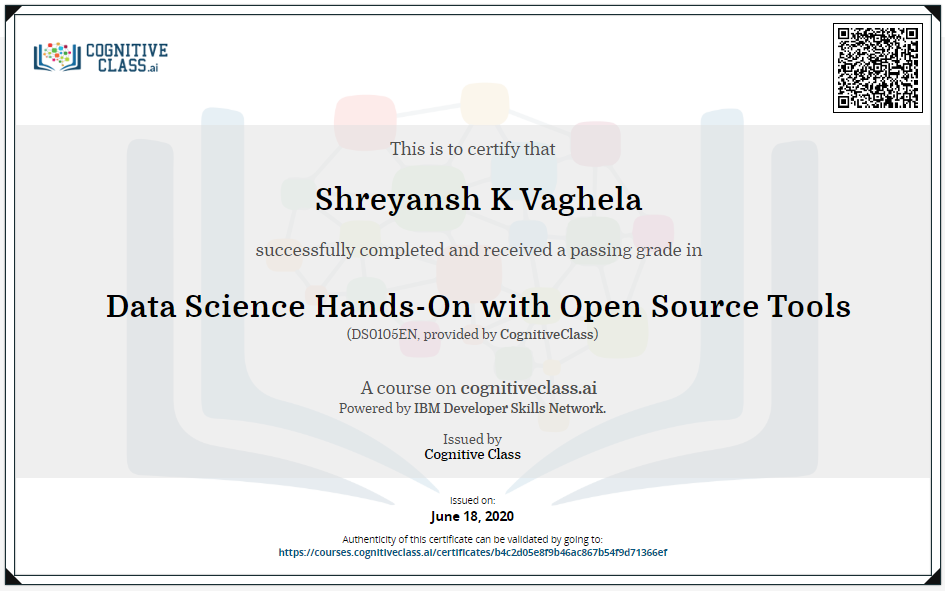 COGNITIVE
CLASS.ai
This is to certify that
Shreyansh K Vaghela
successfully completed and received a passing grade in
Data Science Hands-On with Open Source Tools
(DS0105EN, provided by CognitiveClass)
A course on cognitiveclass.ai
Powered by IBM Developer Skills Network.
Issued by
Cognitive Class
Issued on:
June 18, 2020
Authenticity of this certificate can be validated by going to:
https://courses.cognitiveclass.ai/certificates/b4c2d05e8f9b46ac867b54f9d71366ef